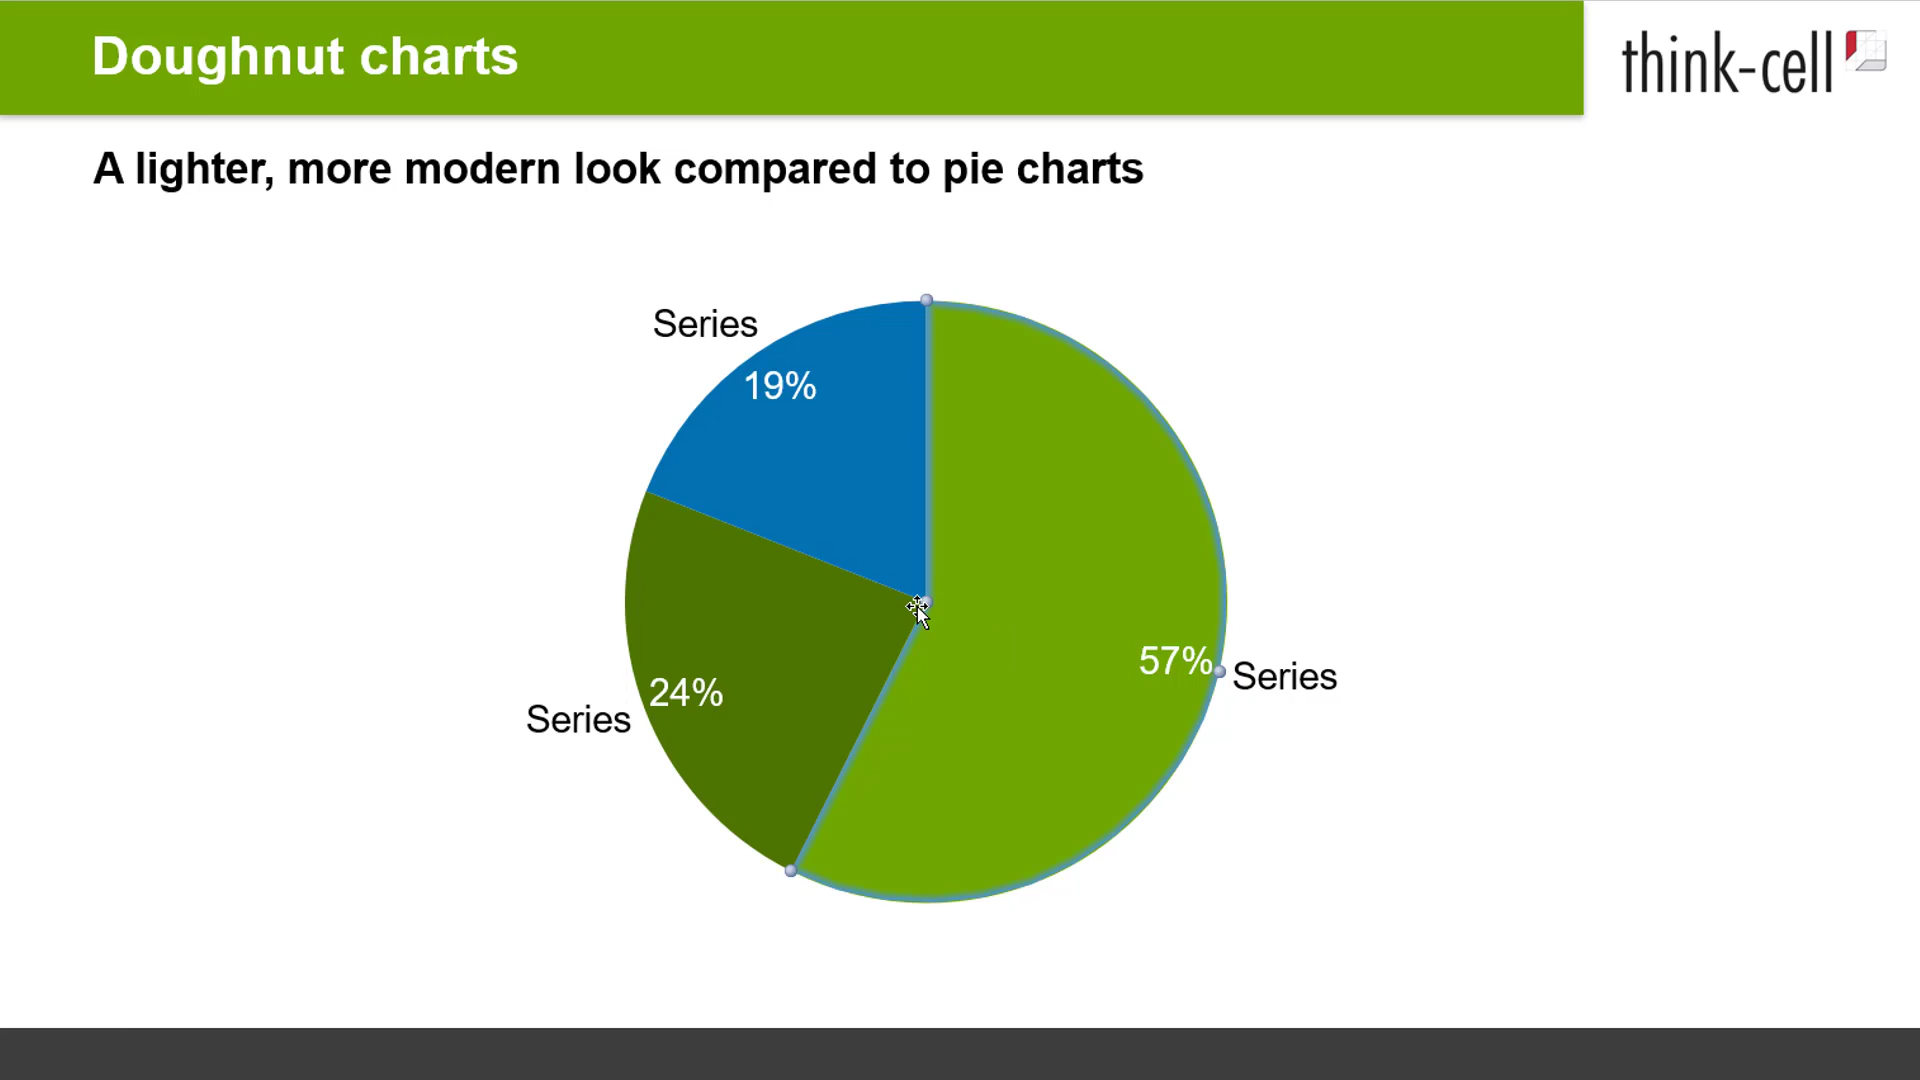 Doughnut charts
think-cell
A lighter, more modern look compared to pie charts
Series
19%
57%
Series
24%
Series